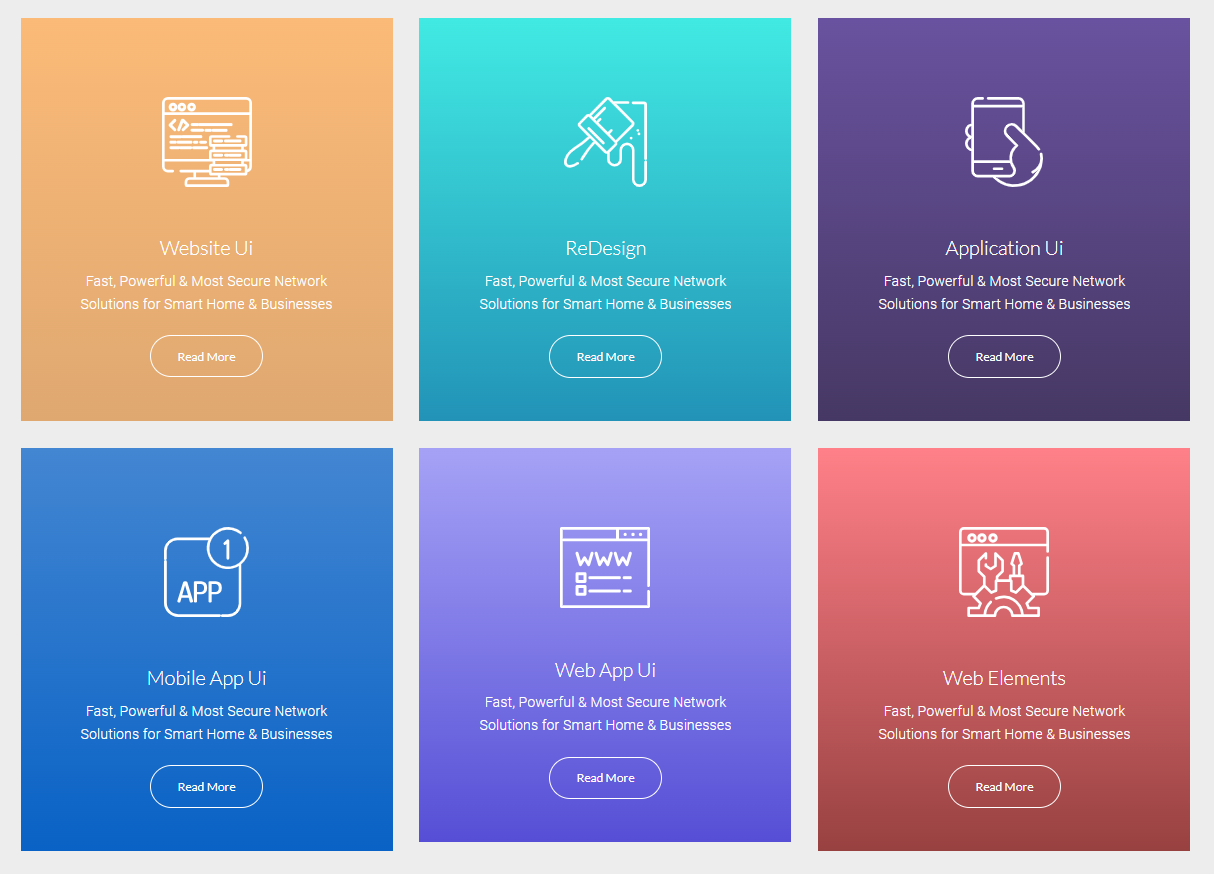 Website Ui
Fast, Powerful & Most Secure Network
Solutions for Smart Home & Businesses
Read More
ReDesign
Fast, Powerful & Most Secure Network
Solutions for Smart Home & Businesses
Read More
Application Ui
Fast, Powerful & Most Secure Network
Solutions for Smart Home & Businesses
Read More
1
APP
Mobile App Ui
Fast, Powerful & Most Secure Network
Solutions for Smart Home & Businesses
Read More
WWW
Web App Ui
Fast, Powerful & Most Secure Network
Solutions for Smart Home & Businesses
Read More
Web Elements
Fast, Powerful & Most Secure Network
Solutions for Smart Home & Businesses
Read More